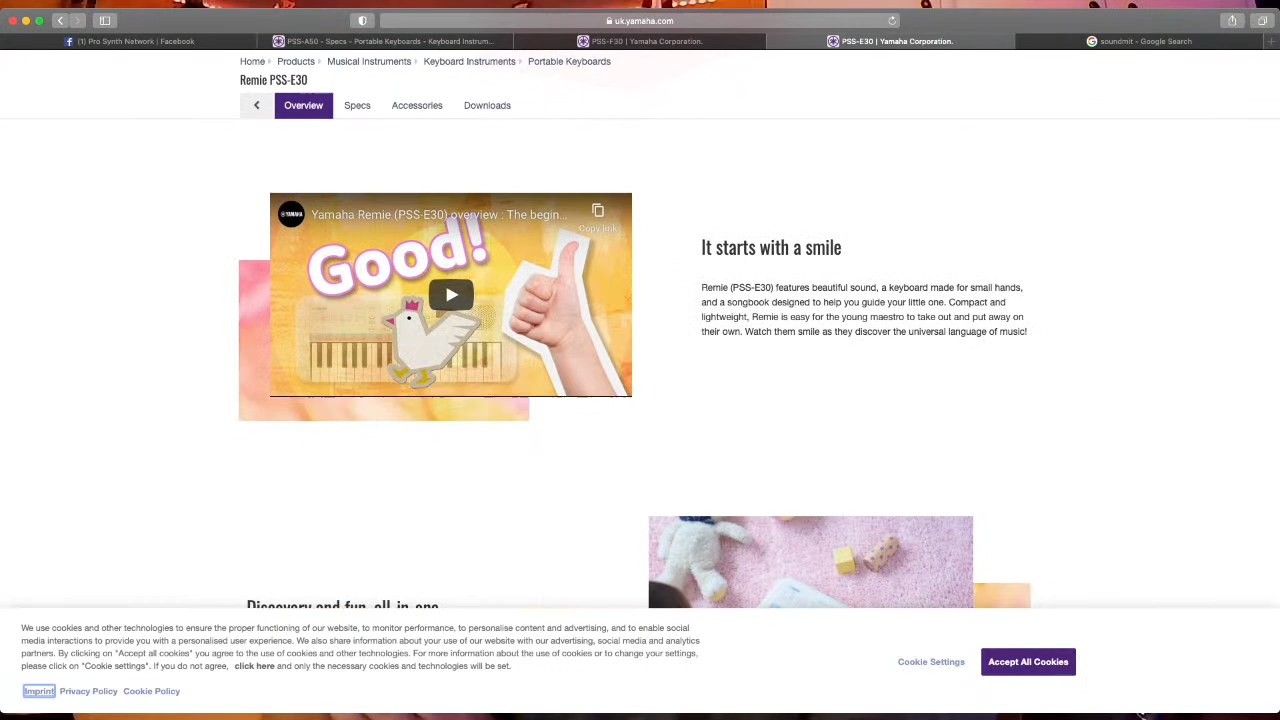 uk.yamaha.com
(1) Pro Synth Network | Facebook
PSS-A50 - Specs - Portable Keyboards - Keyboard Instrum...
PSS-F30 | Yamaha Corporation.
PSS-E30 | Yamaha Corporation.
soundmit - Google Search
Home Products Musical Instruments Keyboard Instruments Portable Keyboards
Remie PSS-E30
Overview Specs Accessories Downloads
YAMAHA
Yamaha Remie (PSS-E30) overview : The begin...
Copy link
Good!
It starts with a smile
Remie (PSS-E30) features beautiful sound, a keyboard made for small hands,
and a songbook designed to help you guide your little one. Compact and
lightweight, Remie is easy for the young maestro to take out and put away on
their own. Watch them smile as they discover the universal language of music!
Discovery and fun, all-in-one
We use cookies and other technologies to ensure the proper functioning of our website, to monitor performance, to personalise content and advertising, and to enable social
media interactions to provide you with a personalised user experience. We also share information about your use of our website with our advertising, social media and analytics
partners. By clicking on "Accept all cookies" you agree to the use of cookies and other technologies. For more information about the use of cookies or to change your settings,
please click on "Cookie settings". If you do not agree, click here and only the necessary cookies and technologies will be set.
Imprint Privacy Policy Cookie Policy
Cookie Settings
Accept All Cookies